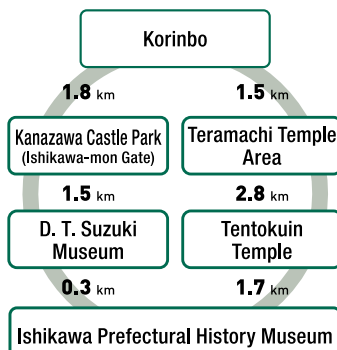 Korinbo
1.8 km
1.5 km
Kanazawa Castle Park
(Ishikawa-mon Gate)
Teramachi Temple
Area
1.5 km
2.8 km
D. T. Suzuki
Museum
Tentokuin
Temple
0.3 km
1.7 km
Ishikawa Prefectural History Museum